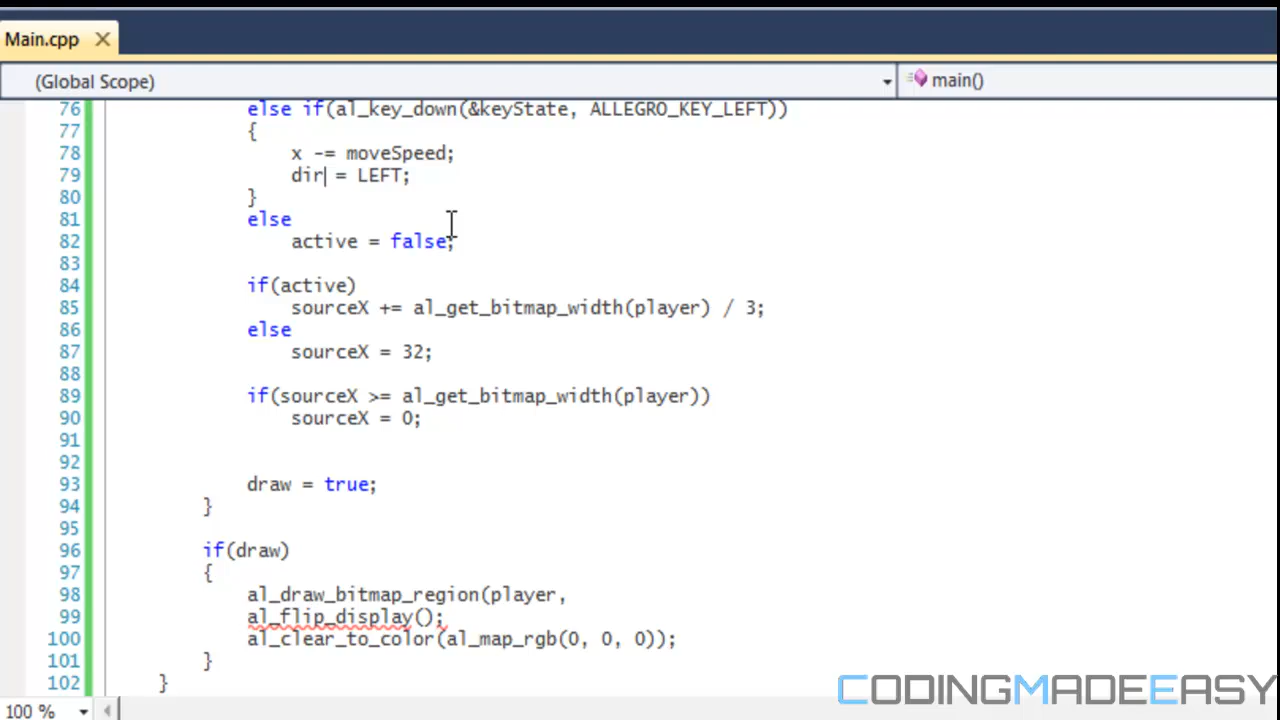 Main.cpp
(Global Scope) main()
76 else if(al_key_down(&keyState, ALLEGRO_KEY_LEFT))
77 {
78 x -= moveSpeed;
79 dir = LEFT;
80 }
81 else
82 active = false;
83
84 if(active)
85 sourceX += al_get_bitmap_width(player) / 3;
86 else
87 sourceX = 32;
88
89 if(sourceX >= al_get_bitmap_width(player))
90 sourceX = 0;
91
92
93 draw = true;
94 }
95
96 if(draw)
97 {
98 al_draw_bitmap_region(player,
99 al_flip_display();
100 al_clear_to_color(al_map_rgb(0, 0, 0));
101 }
102 }
CODINGMADEEASY
100 %